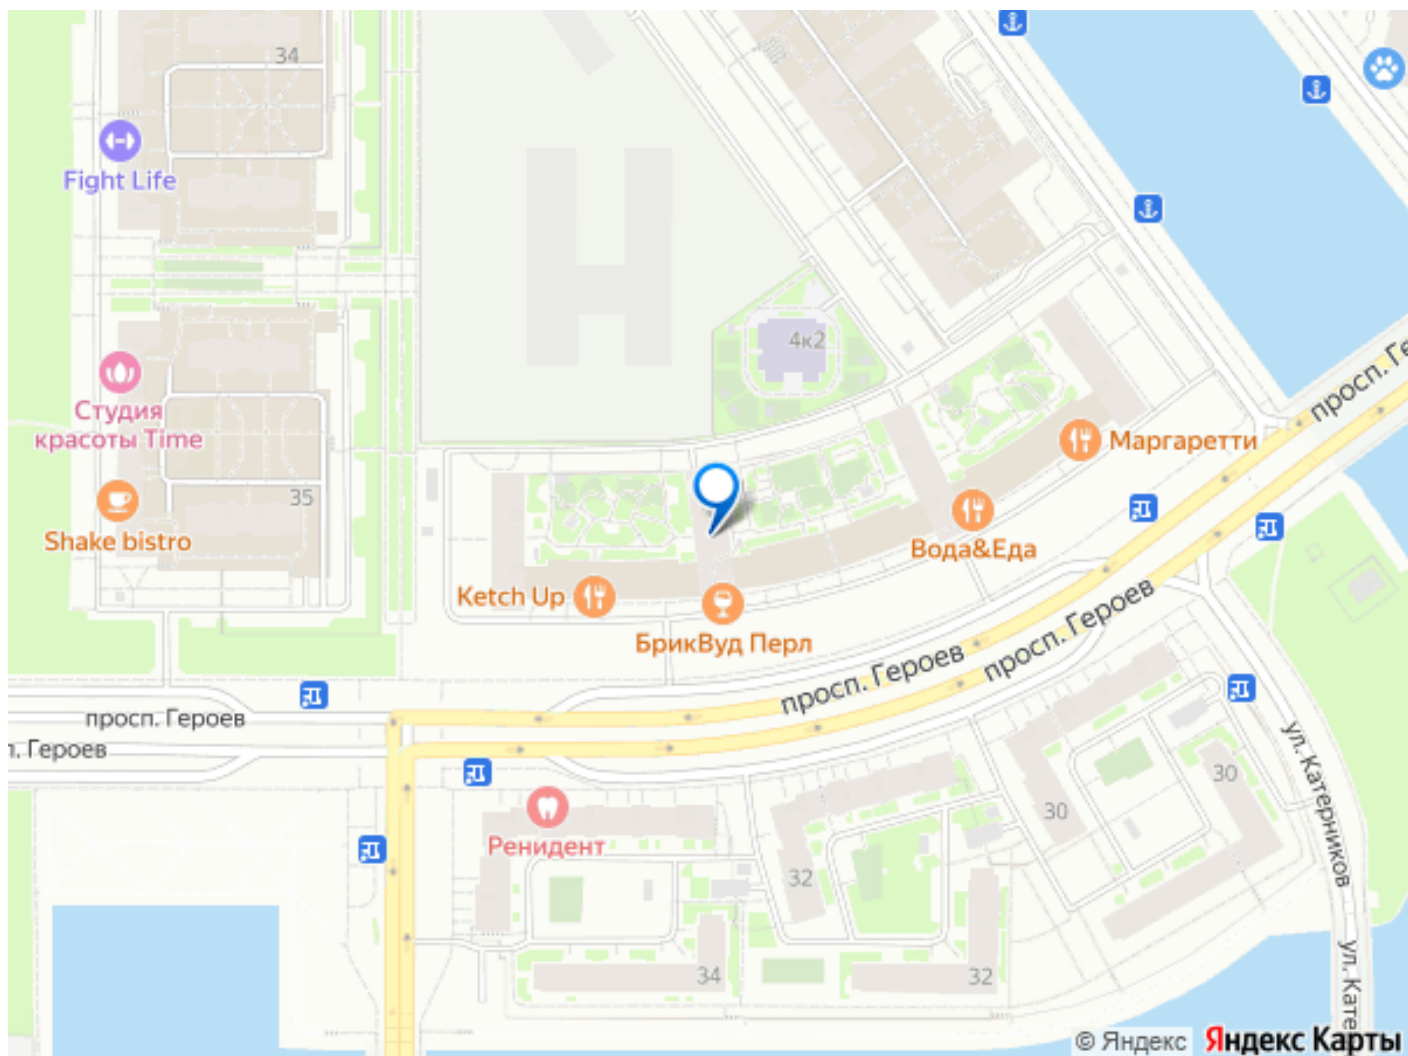 34
Fight Life
4к2
просп. Ге
Студия
красоты Time
Маргаретти
35
Shake bistro
Вода&Еда
Ketch Up
БрикВуд Перл
просп. Героев
просп. Героев
просп. Героев
п. Героев
ул. Катерников
30
30
Ренидент
32
34
32
ул. Кате
© Яндекс Яндекс Карты